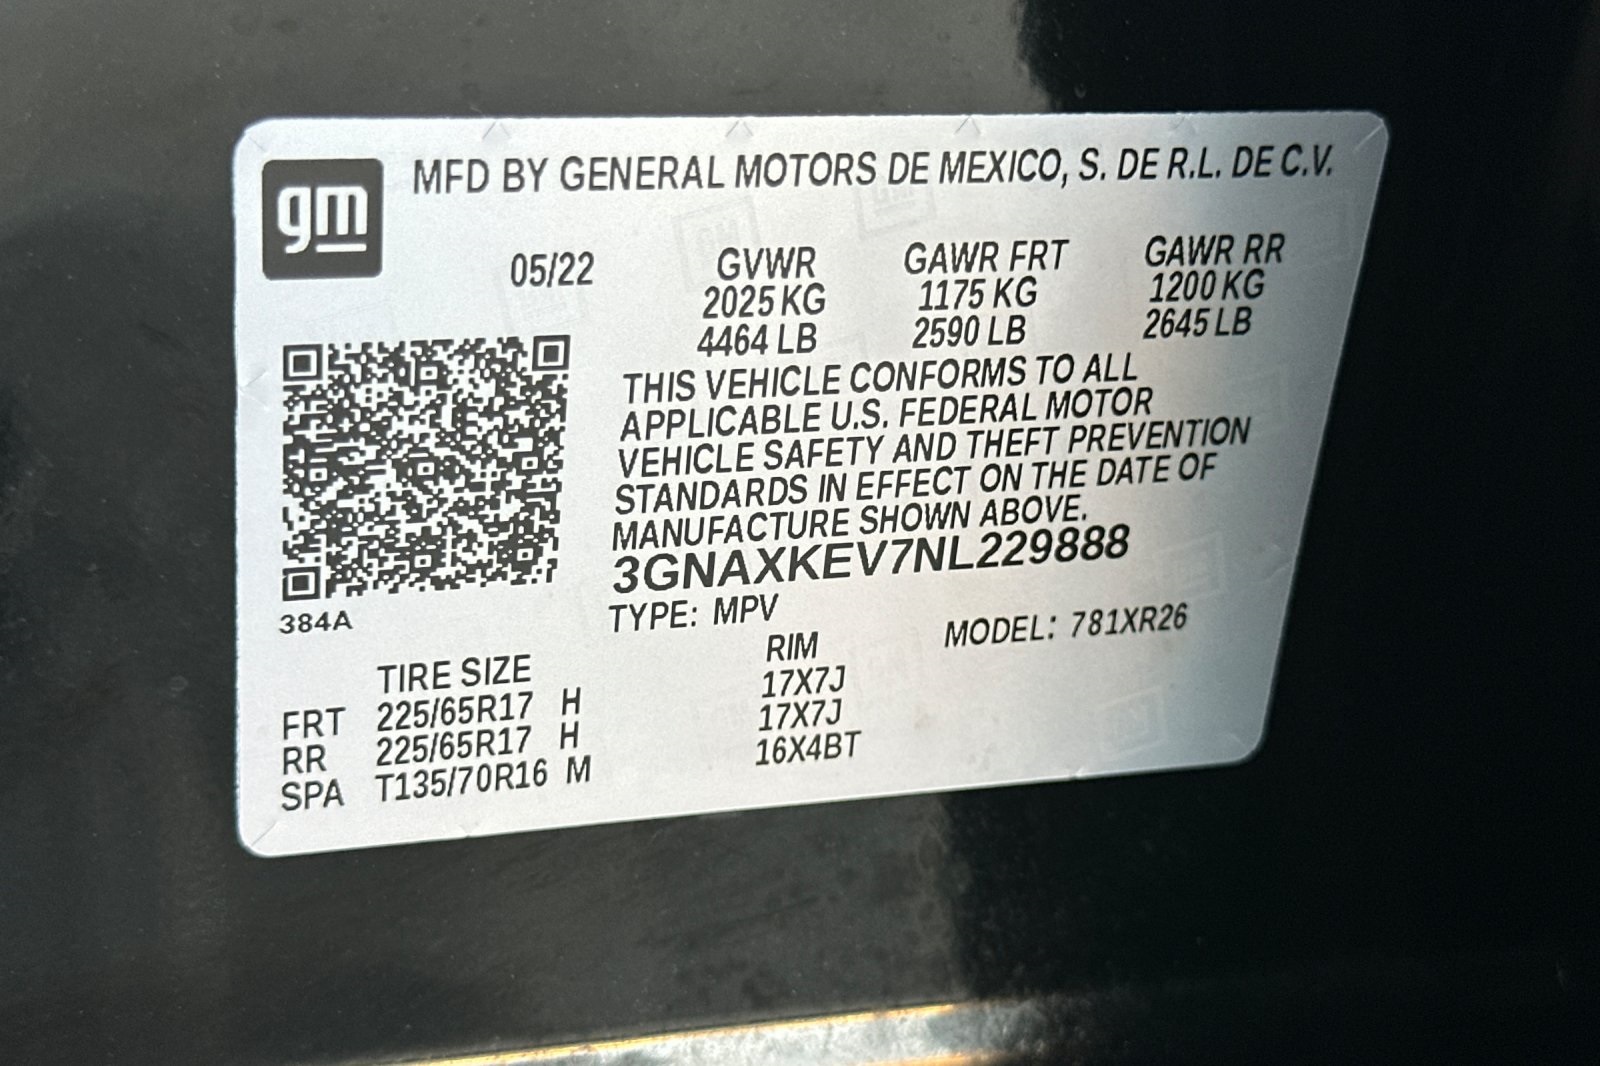 gm
MFD BY GENERAL MOTORS DE MEXICO, S. DE R.L. DE C.V.
05/22 GVWR GAWR FRT GAWR RR
2025 KG 1175 KG 1200 KG
4464 LB 2590 LB 2645 LB
THIS VEHICLE CONFORMS TO ALL
APPLICABLE U.S. FEDERAL MOTOR
VEHICLE SAFETY AND THEFT PREVENTION
STANDARDS IN EFFECT ON THE DATE OF
MANUFACTURE SHOWN ABOVE.
3GNAXKEV7NL229888
384A
TYPE: MPV MODEL: 781XR26
TIRE SIZE RIM
FRT 225/65R17 H 17X7J
RR 225/65R17 H 17X7J
SPA T135/70R16 M 16X4BT